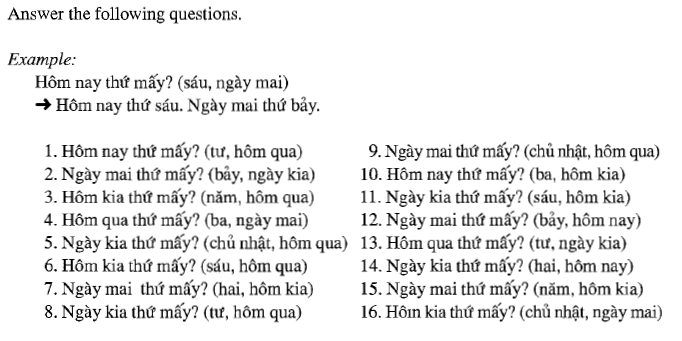 Answer the following questions.
Example:
Hôm nay thứ mấy? (sáu, ngày mai)
➔ Hôm nay thứ sáu. Ngày mai thứ bảy.
1. Hôm nay thứ mấy? (tư, hôm qua)
2. Ngày mai thứ mấy? (bảy, ngày kia)
3. Hôm kia thứ mấy? (năm, hôm qua)
4. Hôm qua thứ mấy? (ba, ngày mai)
5. Ngày kia thứ mấy? (chủ nhật, hôm qua)
6. Hôm kia thứ mấy? (sáu, hôm qua)
7. Ngày mai thứ mấy? (hai, hôm kia)
8. Ngày kia thứ mấy? (tư, hôm qua)
9. Ngày mai thứ mấy? (chủ nhật, hôm qua)
10. Hôm nay thứ mấy? (ba, hôm kia)
11. Ngày kia thứ mấy? (sáu, hôm kia)
12. Ngày mai thứ mấy? (bảy, hôm nay)
13. Hôm qua thứ mấy? (tư, ngày kia)
14. Ngày kia thứ mấy? (hai, hôm nay)
15. Ngày mai thứ mấy? (năm, hôm kia)
16. Hôm kia thứ mấy? (chủ nhật, ngày mai)